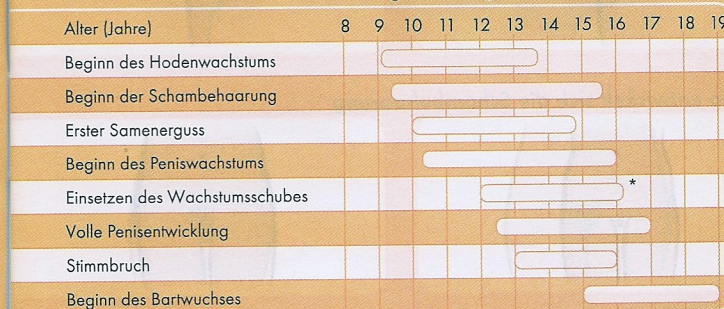 Alter (Jahre) 8 9 10 11 12 13 14 15 16 17 18 19
Beginn des Hodenwachstums
Beginn der Schambehaarung
Erster Samenerguss
Beginn des Peniswachstums
Einsetzen des Wachstumsschubes *
Volle Penisentwicklung
Stimmbruch
Beginn des Bartwuchses